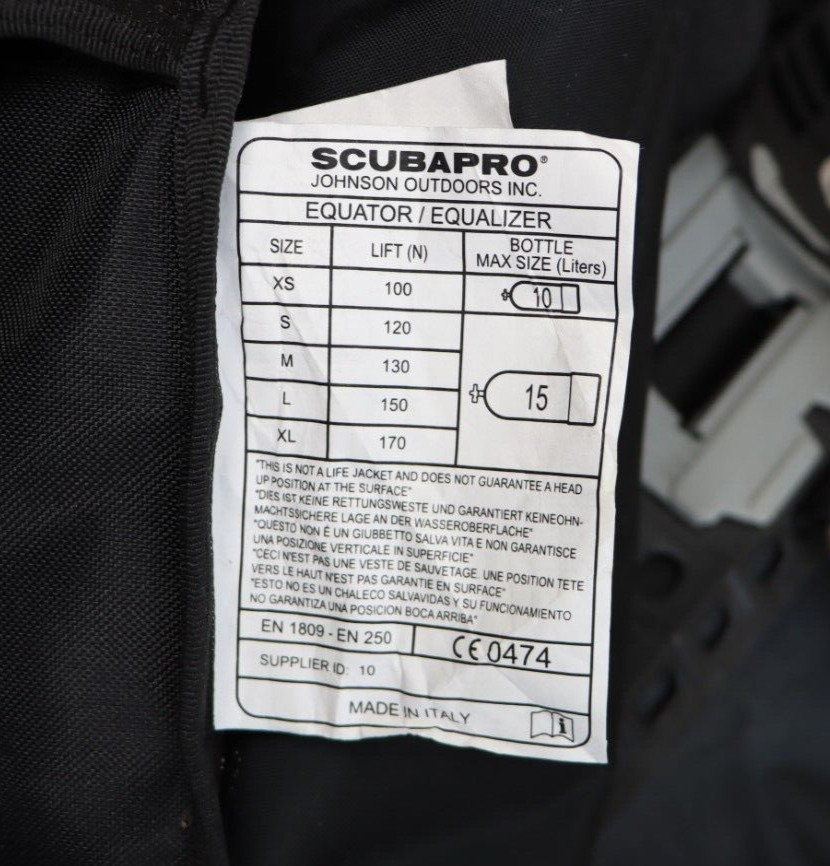 SCUBAPRO®
JOHNSON OUTDOORS INC.
EQUATOR / EQUALIZER
SIZE LIFT (N) BOTTLE
MAX SIZE (Liters)
XS 100 10
S 120
M 130
L 150 15
XL 170
"THIS IS NOT A LIFE JACKET AND DOES NOT GUARANTEE A HEAD
UP POSITION AT THE SURFACE"
"DIES IST KEINE RETTUNGSWESTE UND GARANTIERT KEINEOHN-
MACHTSSICHERE LAGE AN DER WASSEROBERFLACHE"
"QUESTO NON É UN GIUBBETTO SALVA VITA E NON GARANTISCE
UNA POSIZIONE VERTICALE IN SUPERFICIE"
"CECI N'EST PAS UNE VESTE DE SAUVETAGE. UNE POSITION TETE
VERS LE HAUT N'EST PAS GARANTIE EN SURFACE"
"ESTO NO ES UN CHALECO SALVAVIDAS Y SU FUNCIONAMIENTO
NO GARANTIZA UNA POSICION BOCA ARRIBA"
EN 1809 - EN 250 CE 0474
SUPPLIER ID: 10
MADE IN ITALY i